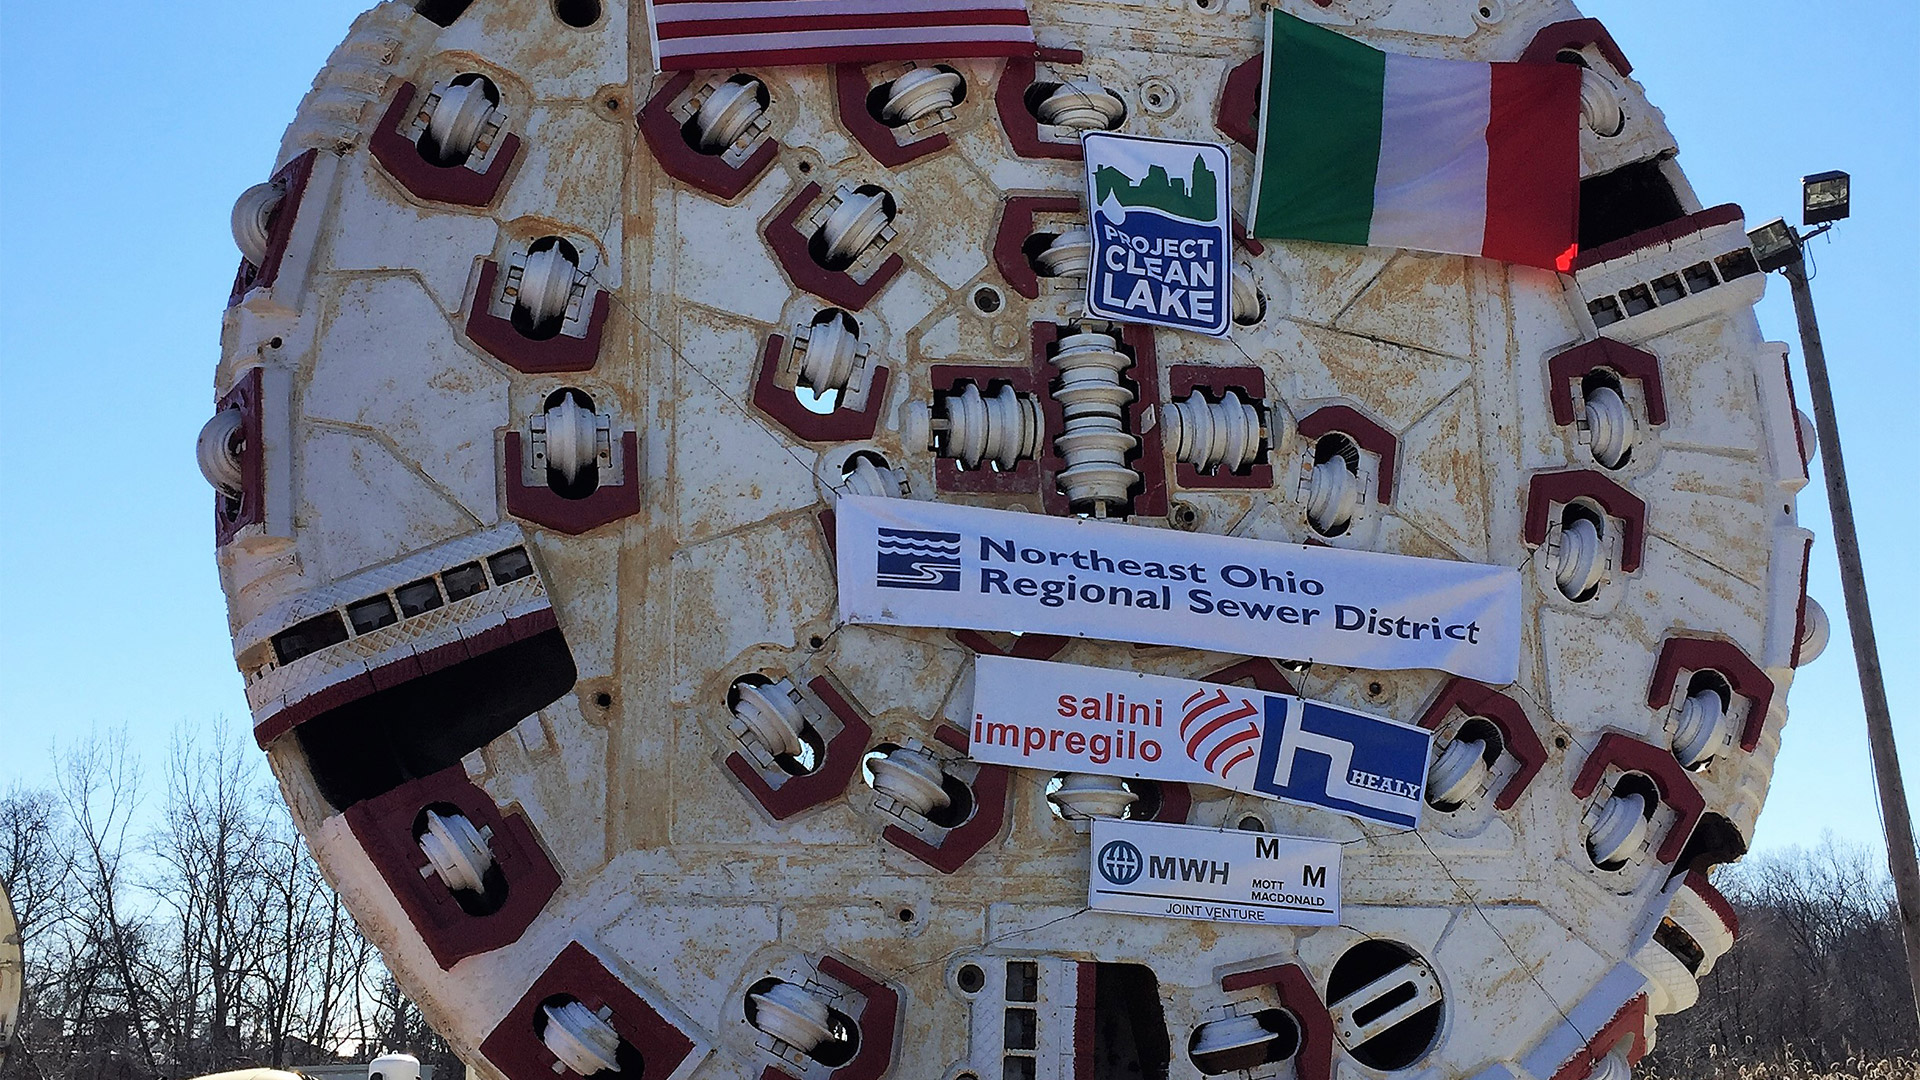 PROJECT
CLEAN
LAKE
Northeast Ohio
Regional Sewer District
salini
impregilo
HEALY
MWH
M
M
MOTT
MACDONALD
JOINT VENTURE